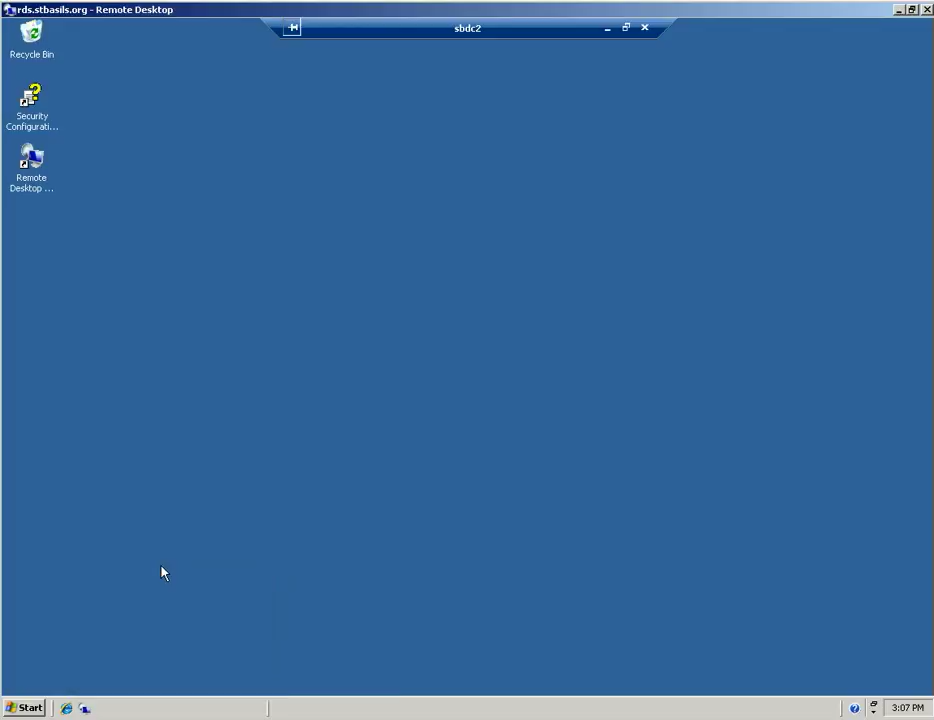 rds.stbasils.org - Remote Desktop
sbdc2
Recycle Bin
Security
Configurati...
Remote
Desktop ...
Start
3:07 PM